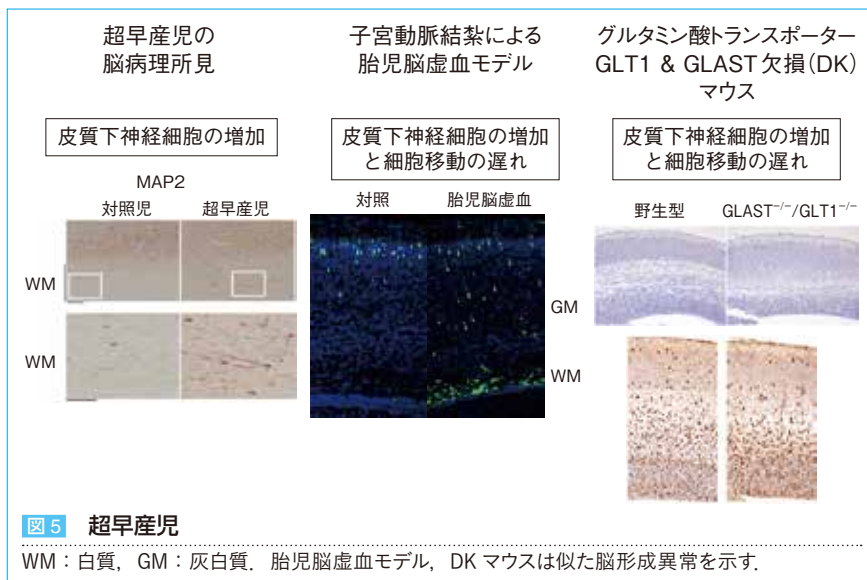 超早産児の
脳病理所見
皮質下神経細胞の増加
MAP2
対照児 超早産児
WM
WM
子宮動脈結紮による
胎児脳虚血モデル
皮質下神経細胞の増加
と細胞移動の遅れ
対照 胎児脳虚血
GM
WM
グルタミン酸トランスポーター
GLT1 & GLAST 欠損(DK)
マウス
皮質下神経細胞の増加
と細胞移動の遅れ
野生型 GLAST⁻/⁻/GLT1⁻/⁻
図5 超早産児
WM：白質，GM：灰白質．胎児脳虚血モデル，DK マウスは似た脳形成異常を示す．